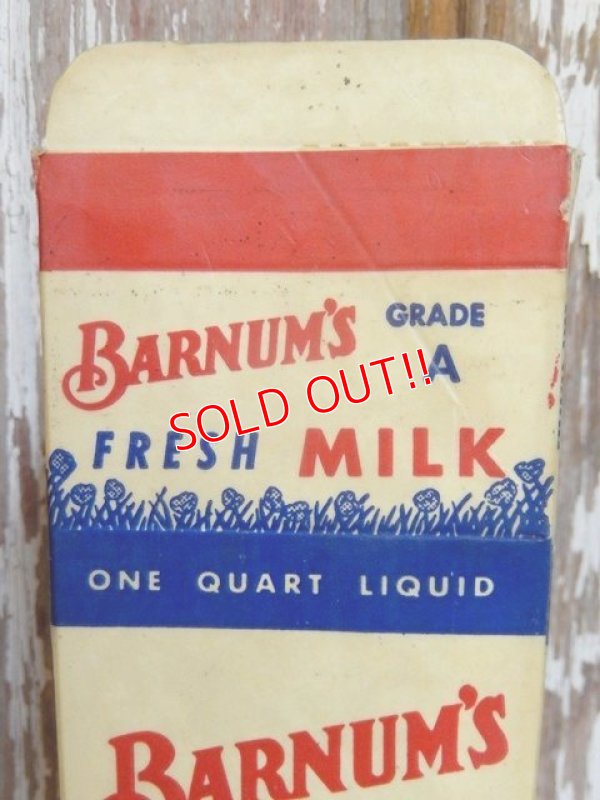 BARNUM'S GRADE A
SOLD OUT!!
FRESH MILK
ONE QUART LIQUID
BARNUM'S